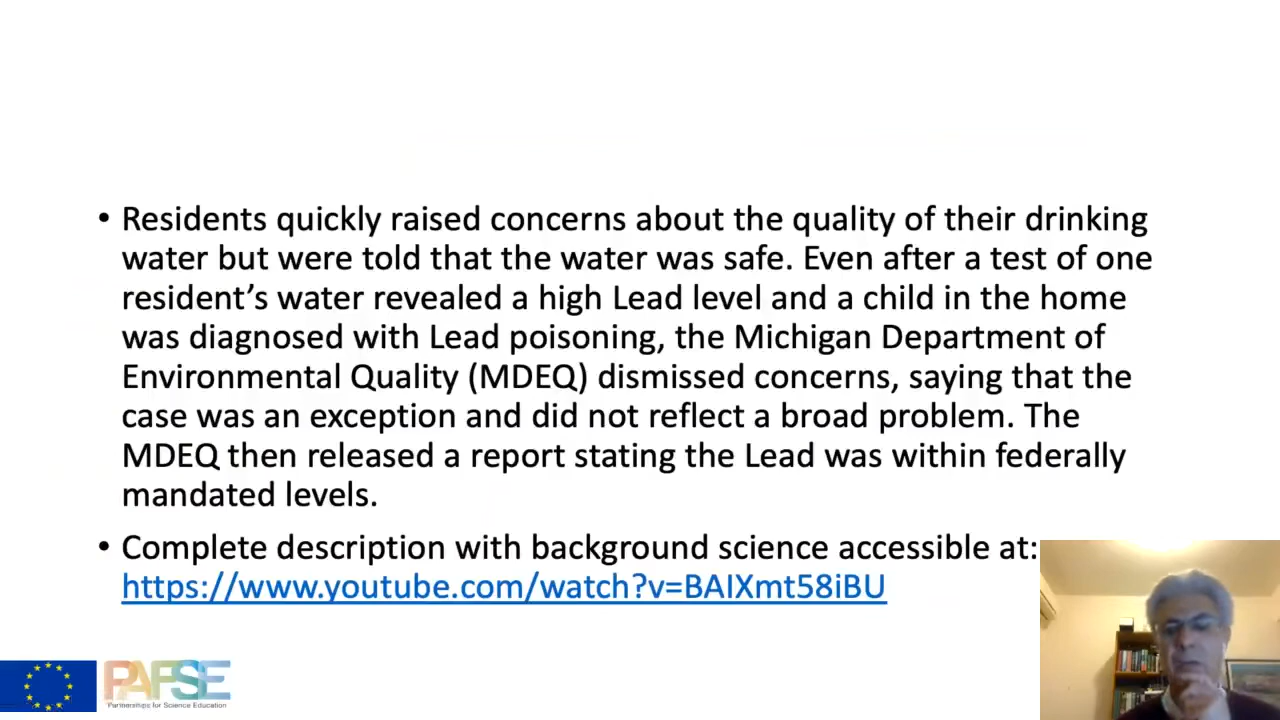 • Residents quickly raised concerns about the quality of their drinking
water but were told that the water was safe. Even after a test of one
resident’s water revealed a high Lead level and a child in the home
was diagnosed with Lead poisoning, the Michigan Department of
Environmental Quality (MDEQ) dismissed concerns, saying that the
case was an exception and did not reflect a broad problem. The
MDEQ then released a report stating the Lead was within federally
mandated levels.
• Complete description with background science accessible at:
https://www.youtube.com/watch?v=BAIXmt58iBU
PAFSE
Partnerships for Science Education